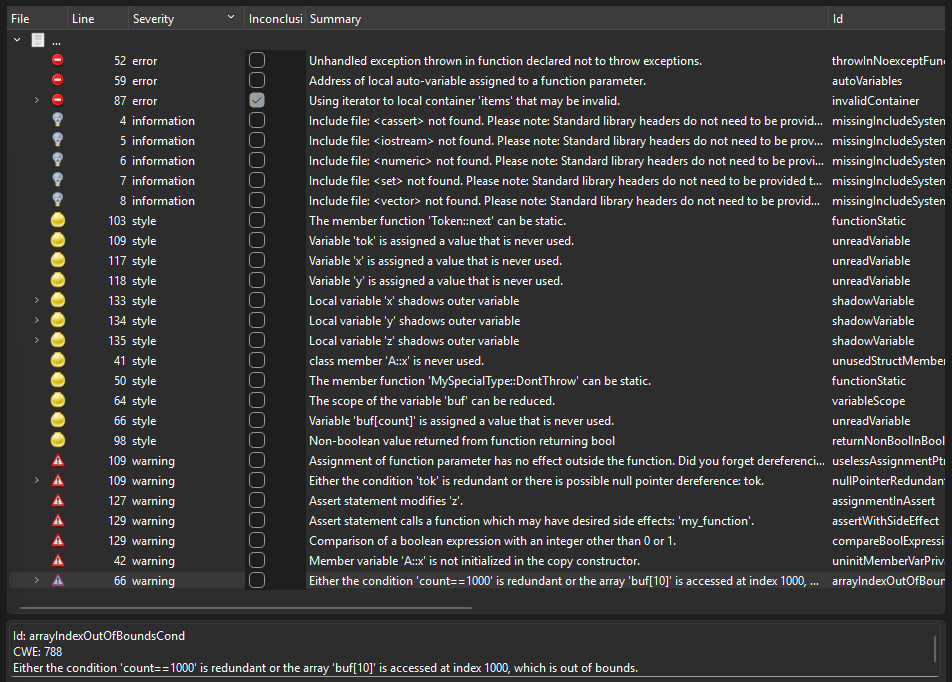 File Line Severity Inconclusi Summary Id
...
52 error Unhandled exception thrown in function declared not to throw exceptions. throwInNoexceptFun
59 error Address of local auto-variable assigned to a function parameter. autoVariables
87 error Using iterator to local container 'items' that may be invalid. invalidContainer
4 information Include file: <cassert> not found. Please note: Standard library headers do not need to be provid... missingIncludeSystem
5 information Include file: <iostream> not found. Please note: Standard library headers do not need to be prov... missingIncludeSystem
6 information Include file: <numeric> not found. Please note: Standard library headers do not need to be provi... missingIncludeSystem
7 information Include file: <set> not found. Please note: Standard library headers do not need to be provided t... missingIncludeSystem
8 information Include file: <vector> not found. Please note: Standard library headers do not need to be provid... missingIncludeSystem
103 style The member function 'Token::next' can be static. functionStatic
109 style Variable 'tok' is assigned a value that is never used. unreadVariable
117 style Variable 'x' is assigned a value that is never used. unreadVariable
118 style Variable 'y' is assigned a value that is never used. unreadVariable
133 style Local variable 'x' shadows outer variable shadowVariable
134 style Local variable 'y' shadows outer variable shadowVariable
135 style Local variable 'z' shadows outer variable shadowVariable
41 style class member 'A::x' is never used. unusedStructMember
50 style The member function 'MySpecialType::DontThrow' can be static. functionStatic
64 style The scope of the variable 'buf' can be reduced. variableScope
66 style Variable 'buf[count]' is assigned a value that is never used. unreadVariable
98 style Non-boolean value returned from function returning bool returnNonBoolInBool
109 warning Assignment of function parameter has no effect outside the function. Did you forget dereferenci... uselessAssignmentPt
109 warning Either the condition 'tok' is redundant or there is possible null pointer dereference: tok. nullPointerRedundan
127 warning Assert statement modifies 'z'. assignmentInAssert
129 warning Assert statement calls a function which may have desired side effects: 'my_function'. assertWithSideEffect
129 warning Comparison of a boolean expression with an integer other than 0 or 1. compareBoolExpressi
42 warning Member variable 'A::x' is not initialized in the copy constructor. uninitMemberVarPriv
66 warning Either the condition 'count==1000' is redundant or the array 'buf[10]' is accessed at index 1000, ... arrayIndexOutOfBoun
Id: arrayIndexOutOfBoundsCond
CWE: 788
Either the condition 'count==1000' is redundant or the array 'buf[10]' is accessed at index 1000, which is out of bounds.